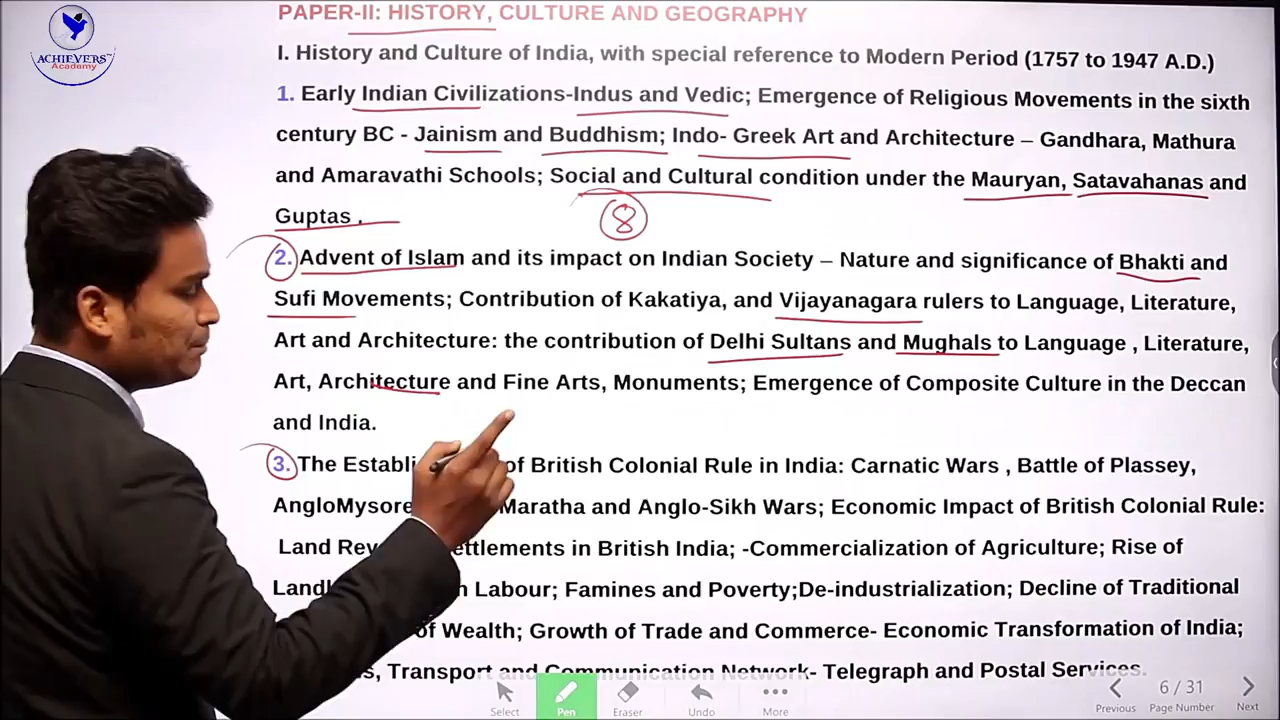 ACHIEVERS
Academy
PAPER-II: HISTORY, CULTURE AND GEOGRAPHY
I. History and Culture of India, with special reference to Modern Period (1757 to 1947 A.D.)
1. Early Indian Civilizations-Indus and Vedic; Emergence of Religious Movements in the sixth
century BC - Jainism and Buddhism; Indo- Greek Art and Architecture – Gandhara, Mathura
and Amaravathi Schools; Social and Cultural condition under the Mauryan, Satavahanas and
Guptas .
8
2. Advent of Islam and its impact on Indian Society – Nature and significance of Bhakti and
Sufi Movements; Contribution of Kakatiya, and Vijayanagara rulers to Language, Literature,
Art and Architecture: the contribution of Delhi Sultans and Mughals to Language , Literature,
Art, Architecture and Fine Arts, Monuments; Emergence of Composite Culture in the Deccan
and India.
3. The Establi of British Colonial Rule in India: Carnatic Wars , Battle of Plassey,
AngloMysore Maratha and Anglo-Sikh Wars; Economic Impact of British Colonial Rule:
Land Rev ettlements in British India; -Commercialization of Agriculture; Rise of
Landl Labour; Famines and Poverty;De-industrialization; Decline of Traditional
of Wealth; Growth of Trade and Commerce- Economic Transformation of India;
Transport and Communication Network- Telegraph and Postal Services.
Select Pen Eraser Undo More Previous 6 / 31 Page Number Next